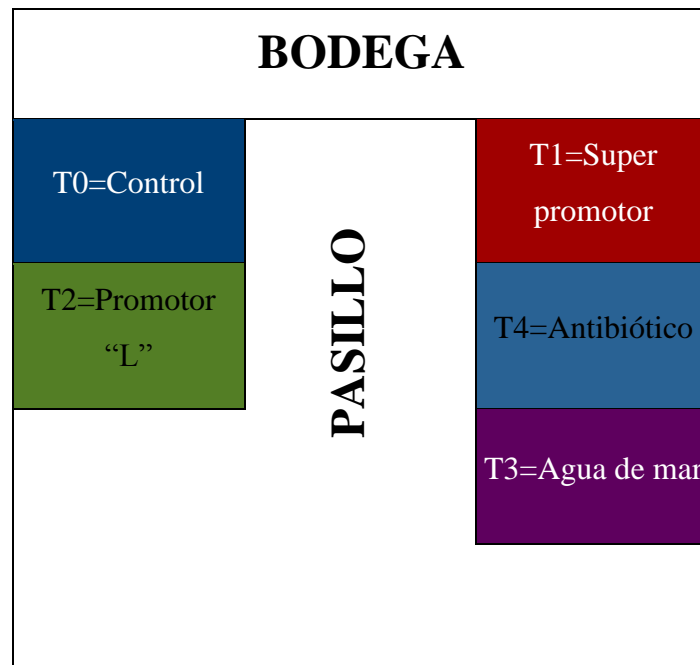 BODEGA
T0=Control
T1=Super
promotor
T2=Promotor
“L”
PASILLO
T4=Antibiótico
T3=Agua de mar